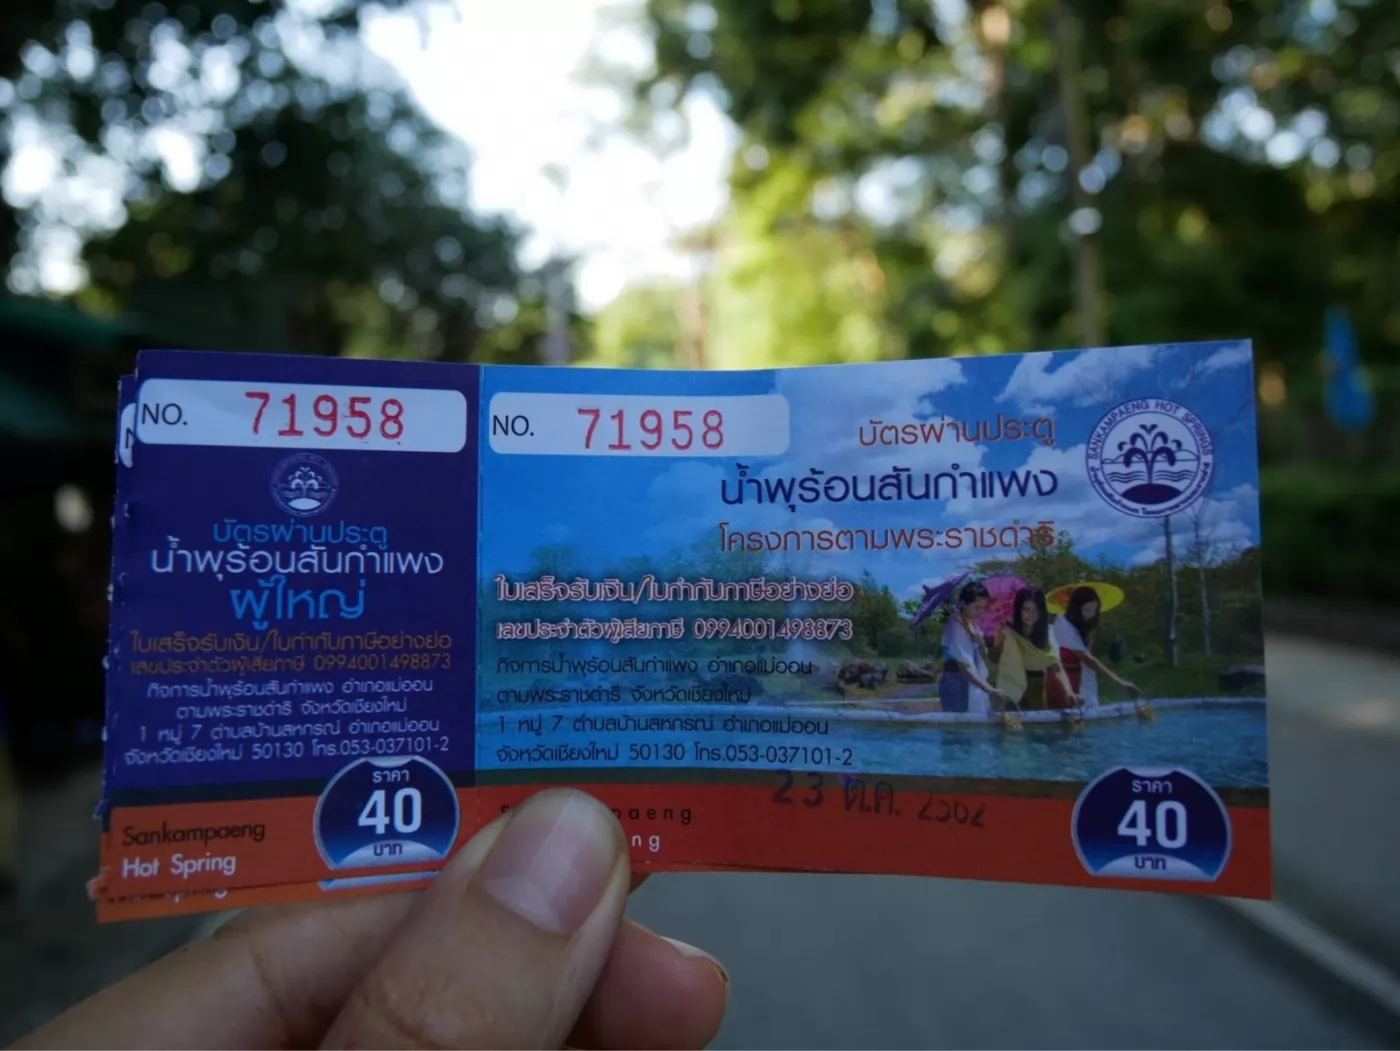 NO. 71958
บัตรผ่านประตู
น้ำพุร้อนสันกำแพง
ผู้ใหญ่
ใบเสร็จรับเงิน/ใบกำกับภาษีอย่างย่อ
เลขประจำตัวผู้เสียภาษี 0994001498873
กิจการน้ำพุร้อนสันกำแพง อำเภอแม่ออน
ตามพระราชดำริ จังหวัดเชียงใหม่
1 หมู่ 7 ตำบลบ้านสหกรณ์ อำเภอแม่ออน
จังหวัดเชียงใหม่ 50130 โทร.053-037101-2
Sankampaeng
Hot Spring
ราคา
40
บาท
NO. 71958
บัตรผ่านประตู
น้ำพุร้อนสันกำแพง
โครงการตามพระราชดำริ
SANKAMPAENG HOT SPRINGS
ใบเสร็จรับเงิน/ใบกำกับภาษีอย่างย่อ
เลขประจำตัวผู้เสียภาษี 0994001498873
กิจการน้ำพุร้อนสันกำแพง อำเภอแม่ออน
ตามพระราชดำริ จังหวัดเชียงใหม่
1 หมู่ 7 ตำบลบ้านสหกรณ์ อำเภอแม่ออน
จังหวัดเชียงใหม่ 50130 โทร.053-037101-2
23 ต.ค. 2562
ราคา
40
บาท